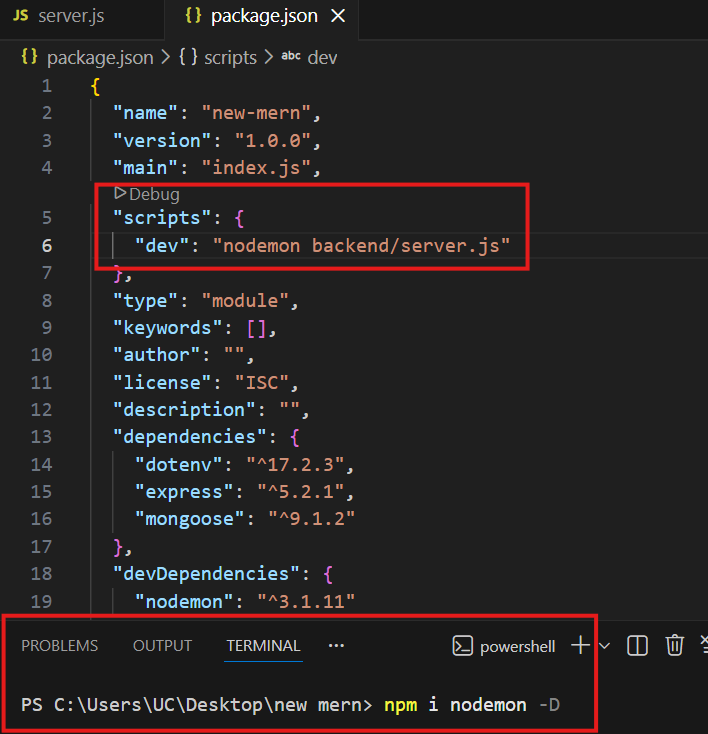 JS server.js {} package.json
{} package.json > {} scripts > abc dev
1 {
2 "name": "new-mern",
3 "version": "1.0.0",
4 "main": "index.js",
Debug
5 "scripts": {
6 "dev": "nodemon backend/server.js"
7 },
8 "type": "module",
9 "keywords": [],
10 "author": "",
11 "license": "ISC",
12 "description": "",
13 "dependencies": {
14 "dotenv": "^17.2.3",
15 "express": "^5.2.1",
16 "mongoose": "^9.1.2"
17 },
18 "devDependencies": {
19 "nodemon": "^3.1.11"
PROBLEMS OUTPUT TERMINAL ··· powershell
PS C:\Users\UC\Desktop\new mern> npm i nodemon -D